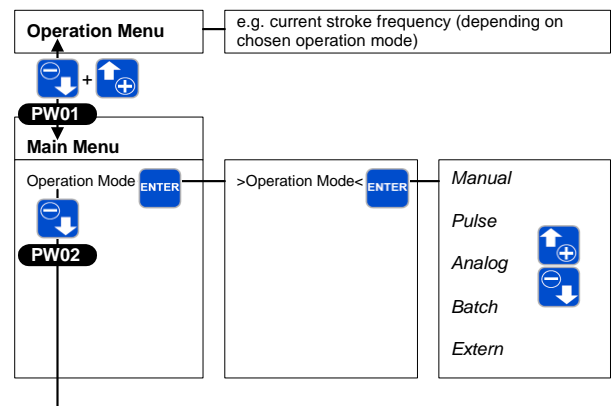 Operation Menu
e.g. current stroke frequency (depending on
chosen operation mode)
+
PW01
Main Menu
Operation Mode ENTER
>Operation Mode< ENTER
PW02
Manual
Pulse
Analog
Batch
Extern